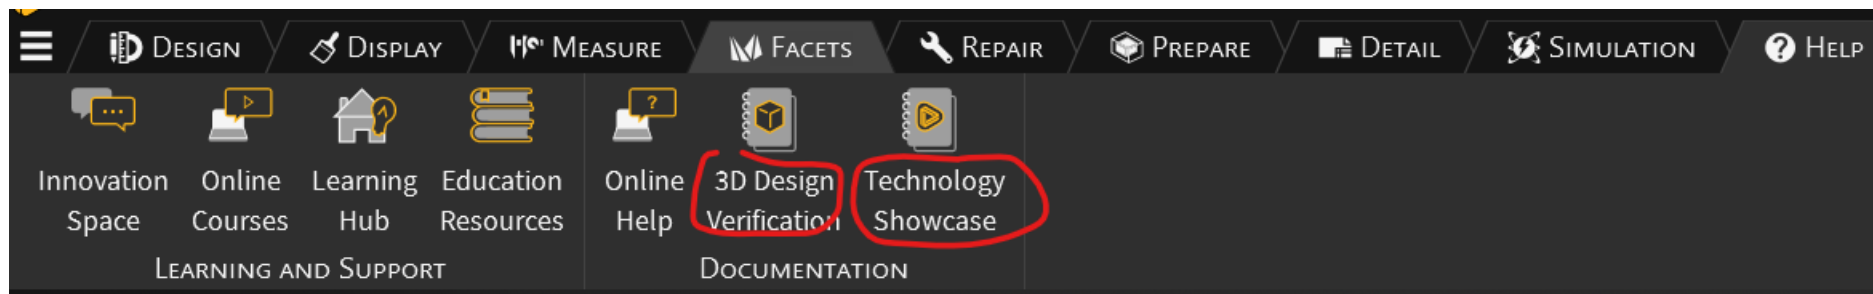 Design Display Measure Facets Repair Prepare Detail Simulation Help
Innovation Online Learning Education Online 3D Design Technology
Space Courses Hub Resources Help Verification Showcase
Learning and Support Documentation